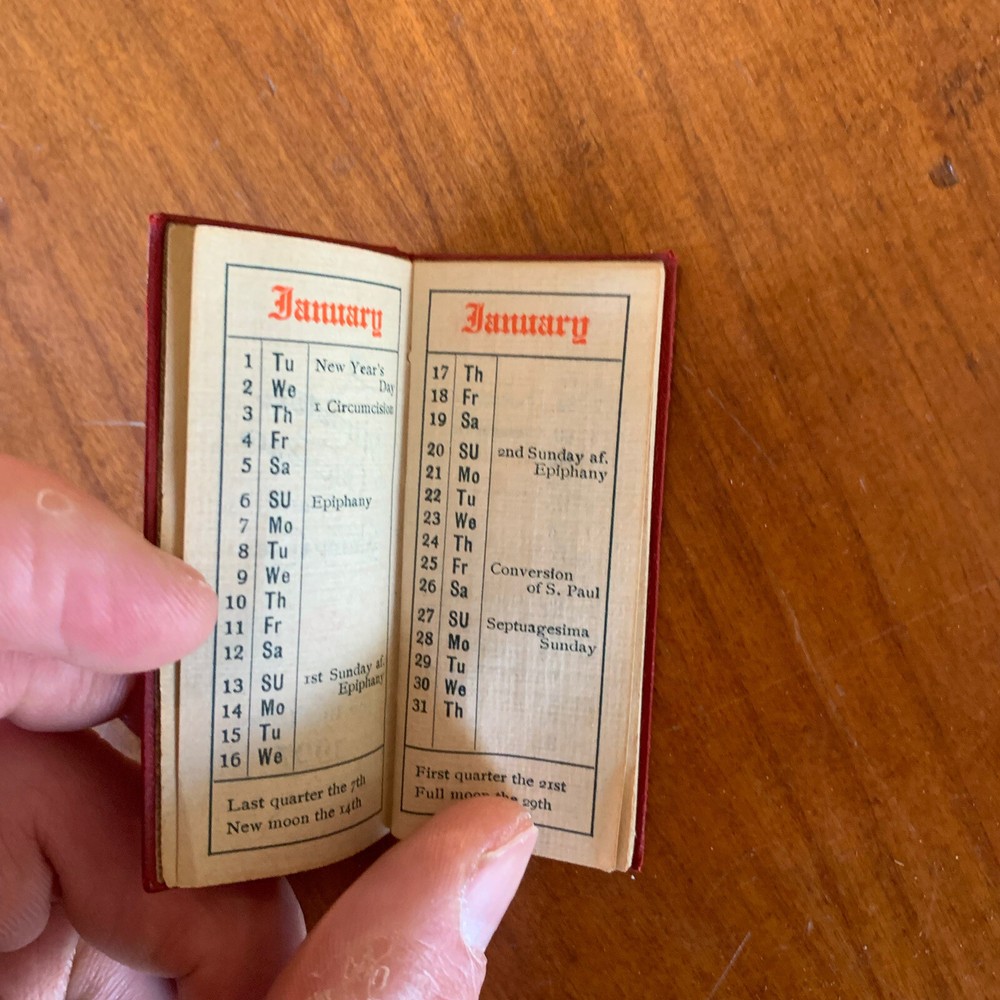 January
1 Tu New Year's
Day
2 We
3 Th 1 Circumcision
4 Fr
5 Sa
6 SU Epiphany
7 Mo
8 Tu
9 We
10 Th
11 Fr
12 Sa
13 SU 1st Sunday af.
Epiphany
14 Mo
15 Tu
16 We
Last quarter the 7th
New moon the 14th
January
17 Th
18 Fr
19 Sa
20 SU 2nd Sunday af.
Epiphany
21 Mo
22 Tu
23 We
24 Th
25 Fr Conversion
of S. Paul
26 Sa
27 SU Septuagesima
Sunday
28 Mo
29 Tu
30 We
31 Th
First quarter the 21st
Full moon the 29th